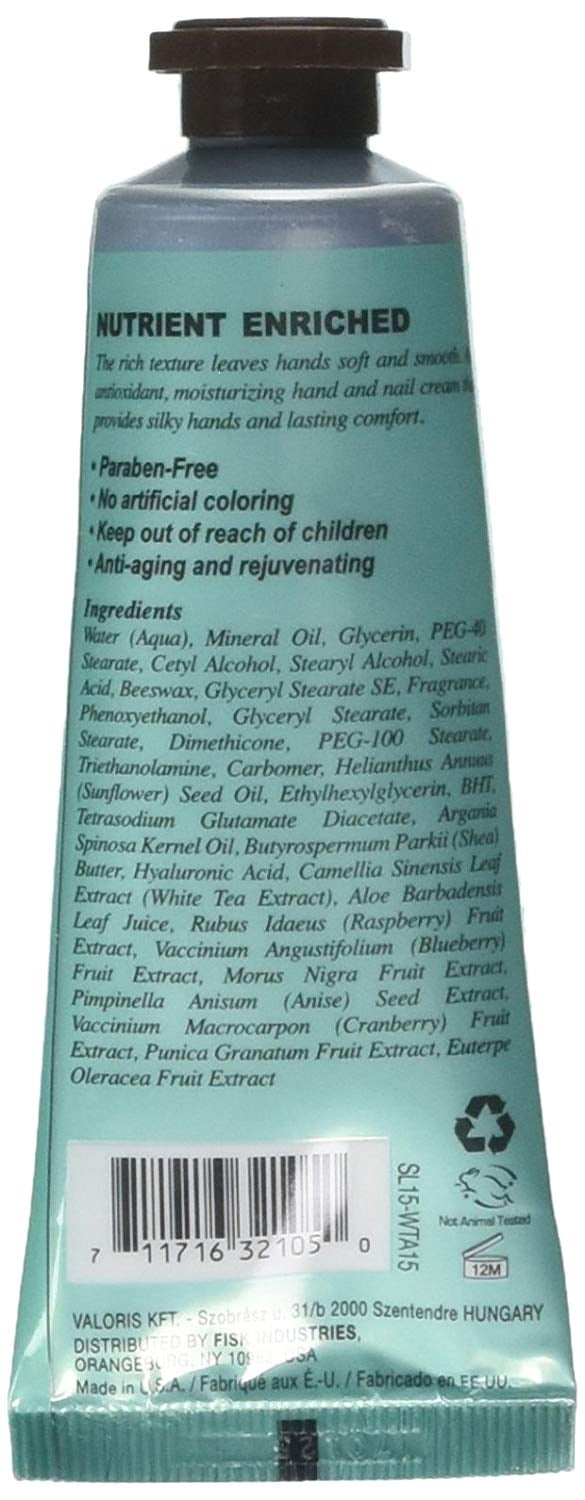 NUTRIENT ENRICHED
The rich texture leaves hands soft and smooth.
antioxidant, moisturizing hand and nail cream
provides silky hands and lasting comfort.
•Paraben-Free
•No artificial coloring
•Keep out of reach of children
•Anti-aging and rejuvenating
Ingredients
Water (Aqua), Mineral Oil, Glycerin, PEG-40
Stearate, Cetyl Alcohol, Stearyl Alcohol, Stearic
Acid, Beeswax, Glyceryl Stearate SE, Fragrance,
Phenoxyethanol, Glyceryl Stearate, Sorbitan
Stearate, Dimethicone, PEG-100 Stearate,
Triethanolamine, Carbomer, Helianthus Annuus
(Sunflower) Seed Oil, Ethylhexylglycerin, BHT,
Tetrasodium Glutamate Diacetate, Argania
Spinosa Kernel Oil, Butyrospermum Parkii (Shea)
Butter, Hyaluronic Acid, Camellia Sinensis Leaf
Extract (White Tea Extract), Aloe Barbadensis
Leaf Juice, Rubus Idaeus (Raspberry) Fruit
Extract, Vaccinium Angustifolium (Blueberry)
Fruit Extract, Morus Nigra Fruit Extract,
Pimpinella Anisum (Anise) Seed Extract,
Vaccinium Macrocarpon (Cranberry) Fruit
Extract, Punica Granatum Fruit Extract, Euterpe
Oleracea Fruit Extract
7 11716 32105 0
SL15-WTA15
Not Animal Tested
12M
VALORIS KFT. - Szobrász u. 31/b 2000 Szentendre HUNGARY
DISTRIBUTED BY FISK INDUSTRIES,
ORANGEBURG, NY USA
Made in U.S.A./ Fabriqué aux É.-U. / Fabricado en EE.UU.